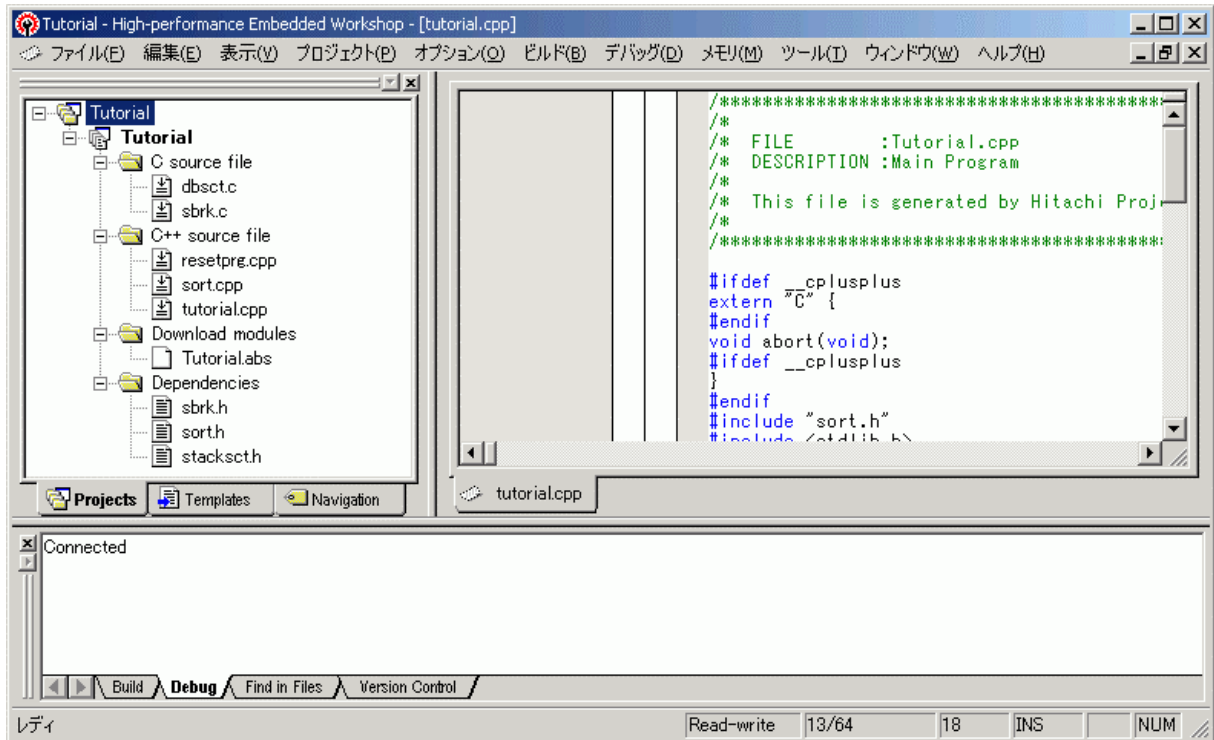 Tutorial - High-performance Embedded Workshop - [tutorial.cpp]
ファイル(F) 編集(E) 表示(V) プロジェクト(P) オプション(O) ビルド(B) デバッグ(D) メモリ(M) ツール(T) ウィンドウ(W) ヘルプ(H)
Tutorial
Tutorial
C source file
dbsct.c
sbrk.c
C++ source file
resetprg.cpp
sort.cpp
tutorial.cpp
Download modules
Tutorial.abs
Dependencies
sbrk.h
sort.h
stacksct.h
Projects Templates Navigation
/*****************************************
/*
/* FILE :Tutorial.cpp
/* DESCRIPTION :Main Program
/*
/* This file is generated by Hitachi Proj
/*
/*****************************************
#ifdef __cplusplus
extern "C" {
#endif
void abort(void);
#ifdef __cplusplus
}
#endif
#include "sort.h"
#include <stdlib.h>
tutorial.cpp
Connected
Build Debug Find in Files Version Control
レディ Read-write 13/64 18 INS NUM